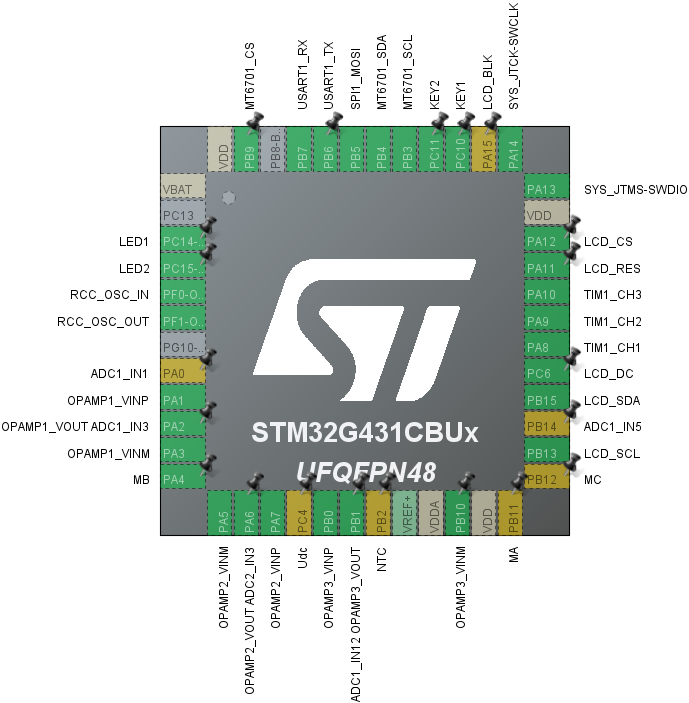 MT6701_CS
USART1_RX
USART1_TX
SPI1_MOSI
MT6701_SDA
MT6701_SCL
KEY2
KEY1
LCD_BLK
SYS_JTCK-SWCLK
VDD
PB9
PB8-B..
PB7
PB6
PB5
PB4
PB3
PC11
PC10
PA15
PA14
VBAT
PC13
LED1 PC14-..
LED2 PC15-..
RCC_OSC_IN PF0-O..
RCC_OSC_OUT PF1-O..
PG10-..
ADC1_IN1 PA0
OPAMP1_VINP PA1
OPAMP1_VOUT ADC1_IN3 PA2
OPAMP1_VINM PA3
MB PA4
PA13 SYS_JTMS-SWDIO
VDD
PA12 LCD_CS
PA11 LCD_RES
PA10 TIM1_CH3
PA9 TIM1_CH2
PA8 TIM1_CH1
PC6 LCD_DC
PB15 LCD_SDA
PB14 ADC1_IN5
PB13 LCD_SCL
PB12 MC
ST
STM32G431CBUx
UFQFPN48
PA5
PA6
PA7
PC4
PB0
PB1
PB2
VREF+
VDDA
PB10
VDD
PB11
OPAMP2_VINM
OPAMP2_VOUT ADC2_IN3
OPAMP2_VINP
Udc
OPAMP3_VINP
ADC1_IN12 OPAMP3_VOUT
NTC
OPAMP3_VINM
MA